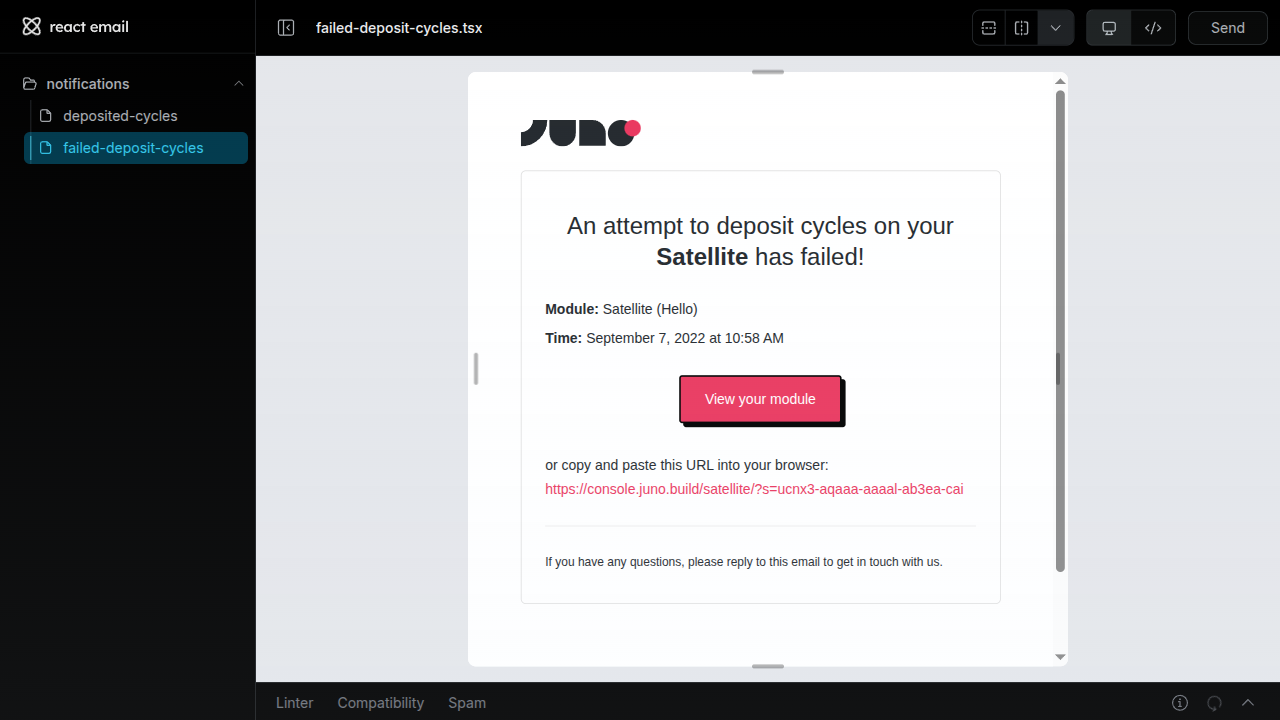 react email
failed-deposit-cycles.tsx
Send
notifications
deposited-cycles
failed-deposit-cycles
JUNO
An attempt to deposit cycles on your
Satellite has failed!
Module: Satellite (Hello)
Time: September 7, 2022 at 10:58 AM
View your module
or copy and paste this URL into your browser:
https://console.juno.build/satellite/?s=ucnx3-aqaaa-aaaal-ab3ea-cai
If you have any questions, please reply to this email to get in touch with us.
Linter
Compatibility
Spam